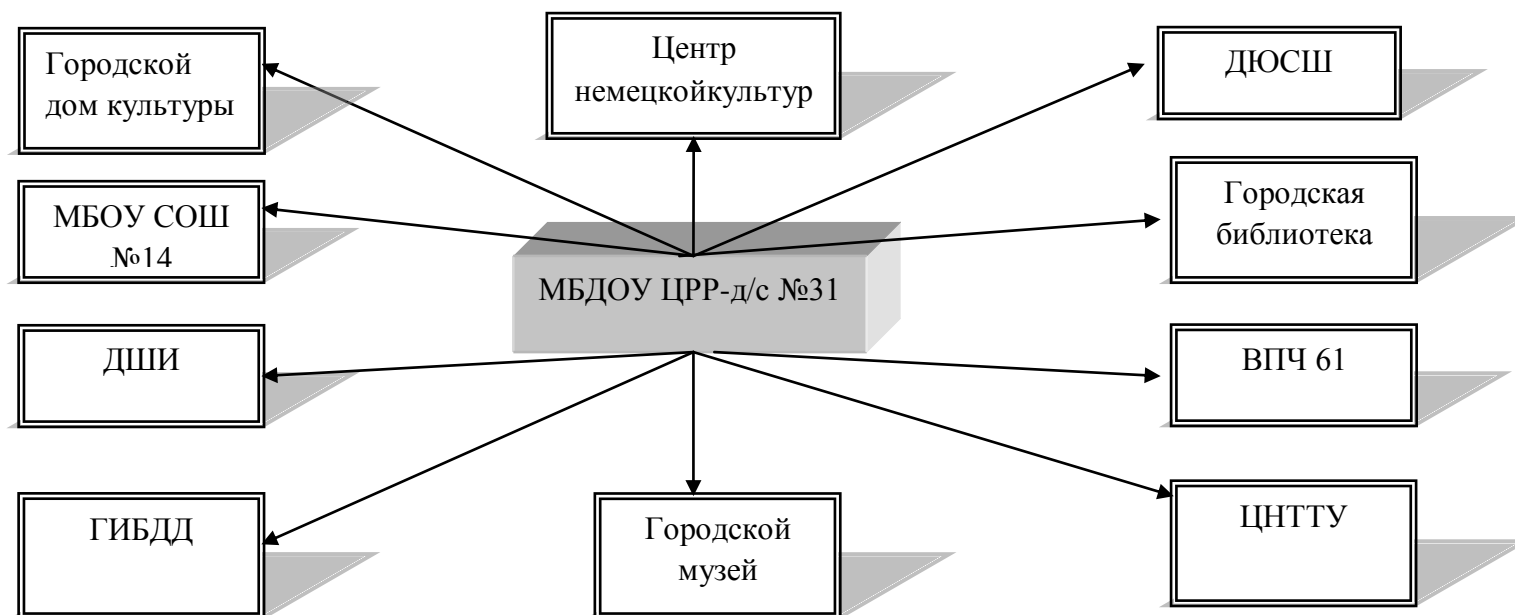 Городской
дом культуры
Центр
немецкойкультур
ДЮСШ
МБОУ СОШ
№14
Городская
библиотека
МБДОУ ЦРР-д/с №31
ДШИ
ВПЧ 61
ГИБДД
Городской
музей
ЦНТТУ